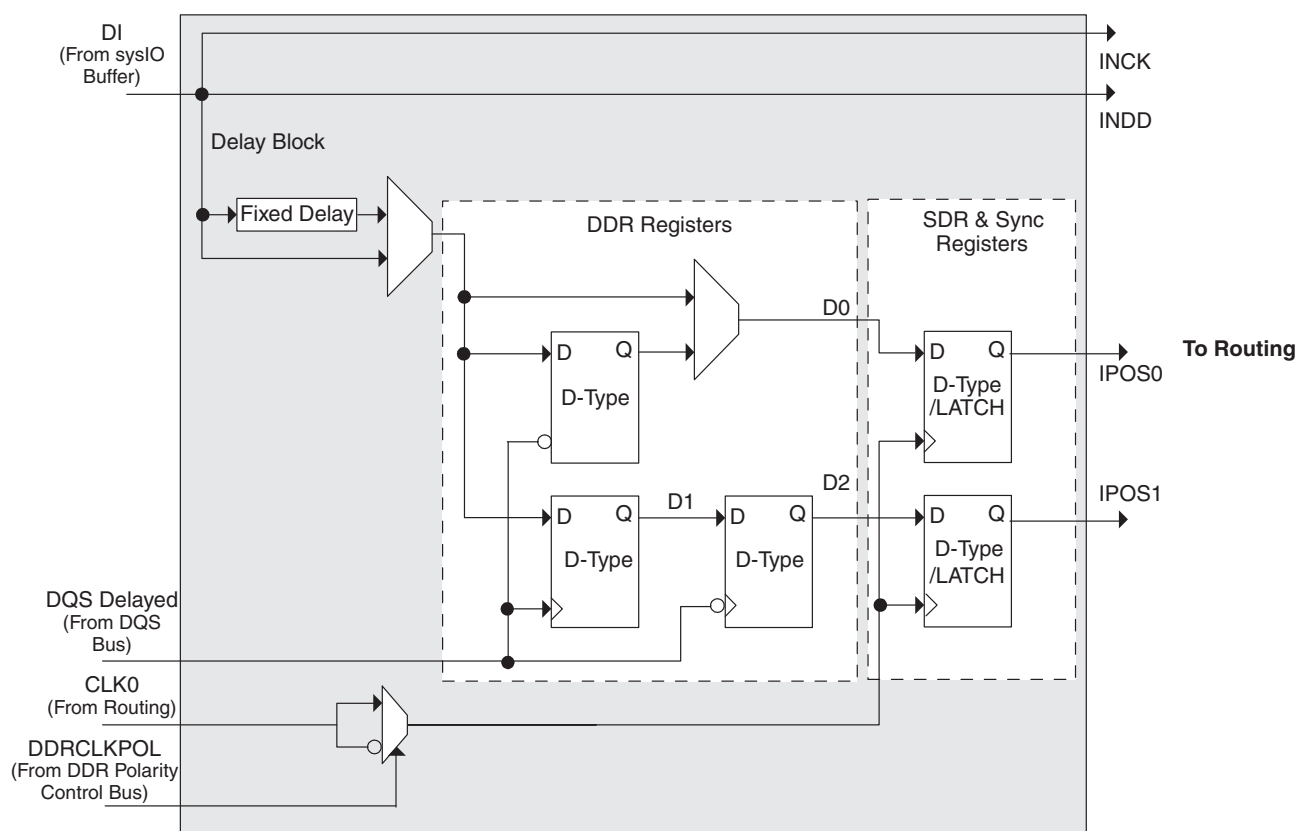 DI
(From sysIO
Buffer)
INCK
INDD
Delay Block
Fixed Delay
DDR Registers
SDR & Sync
Registers
D0
D Q
D-Type
D Q
D-Type
/LATCH
To Routing
IPOS0
D Q
D-Type
D1
D Q
D-Type
D2
D Q
D-Type
/LATCH
IPOS1
DQS Delayed
(From DQS
Bus)
CLK0
(From Routing)
DDRCLKPOL
(From DDR Polarity
Control Bus)